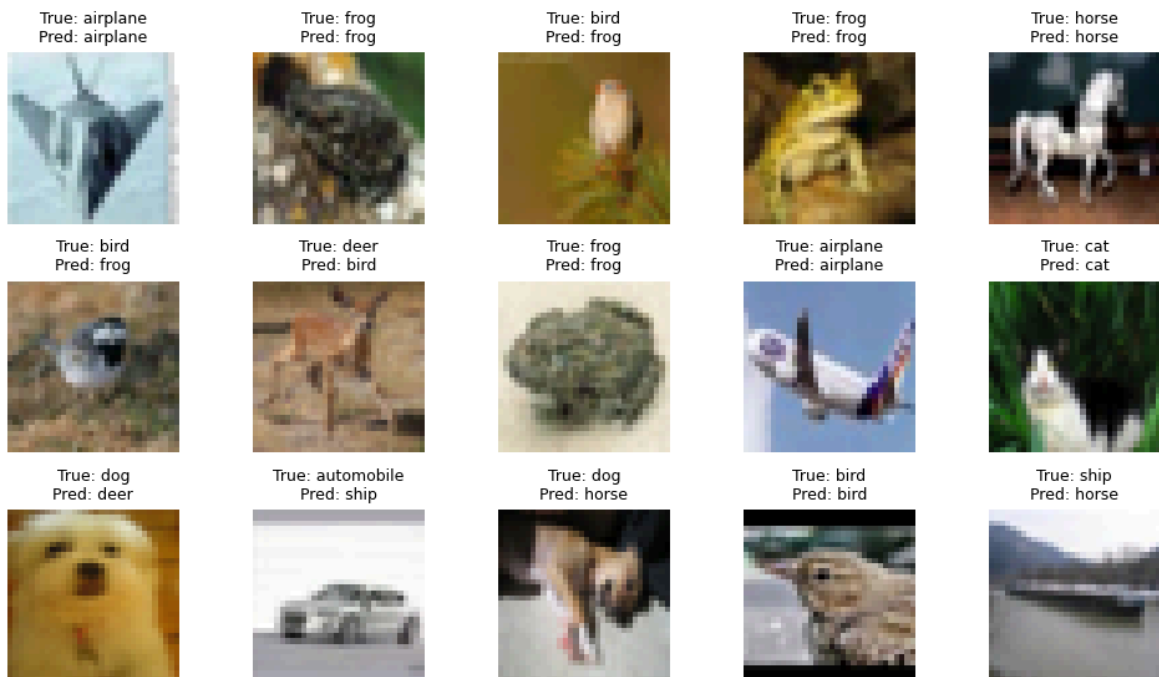 True: airplane
Pred: airplane
True: frog
Pred: frog
True: bird
Pred: frog
True: frog
Pred: frog
True: horse
Pred: horse
True: bird
Pred: frog
True: deer
Pred: bird
True: frog
Pred: frog
True: airplane
Pred: airplane
True: cat
Pred: cat
True: dog
Pred: deer
True: automobile
Pred: ship
True: dog
Pred: horse
True: bird
Pred: bird
True: ship
Pred: horse